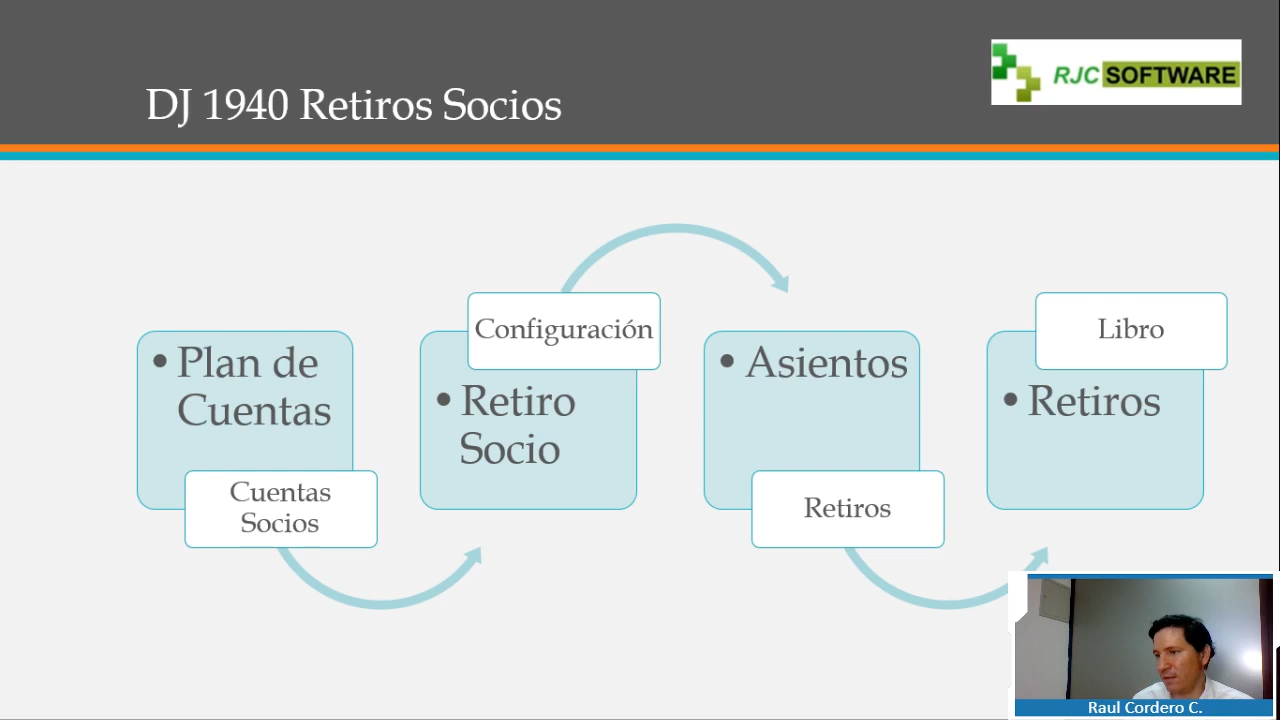 DJ 1940 Retiros Socios
RJC SOFTWARE
• Plan de
Cuentas
Cuentas
Socios
Configuración
• Retiro
Socio
• Asientos
Retiros
Libro
• Retiros
Raul Cordero C.